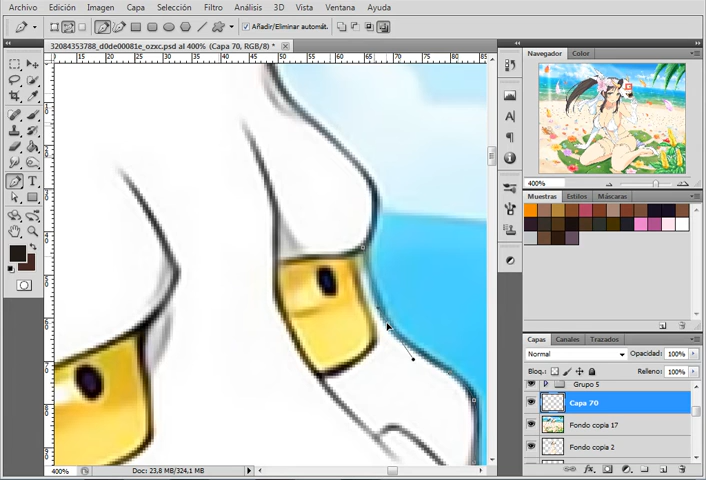 Archivo Edición Imagen Capa Selección Filtro Análisis 3D Vista Ventana Ayuda
Añadir/Eliminar automát.
32084353788_d0de00081e_ozxc.psd al 400% (Capa 70, RGB/8) *
Navegador Color
400%
Muestras Estilos Máscaras
Capas Canales Trazados
Normal Opacidad: 100%
Bloq.: Relleno: 100%
Grupo 5
Capa 70
Fondo copia 17
Fondo copia 2
400% Doc: 23,8 MB/324,1 MB